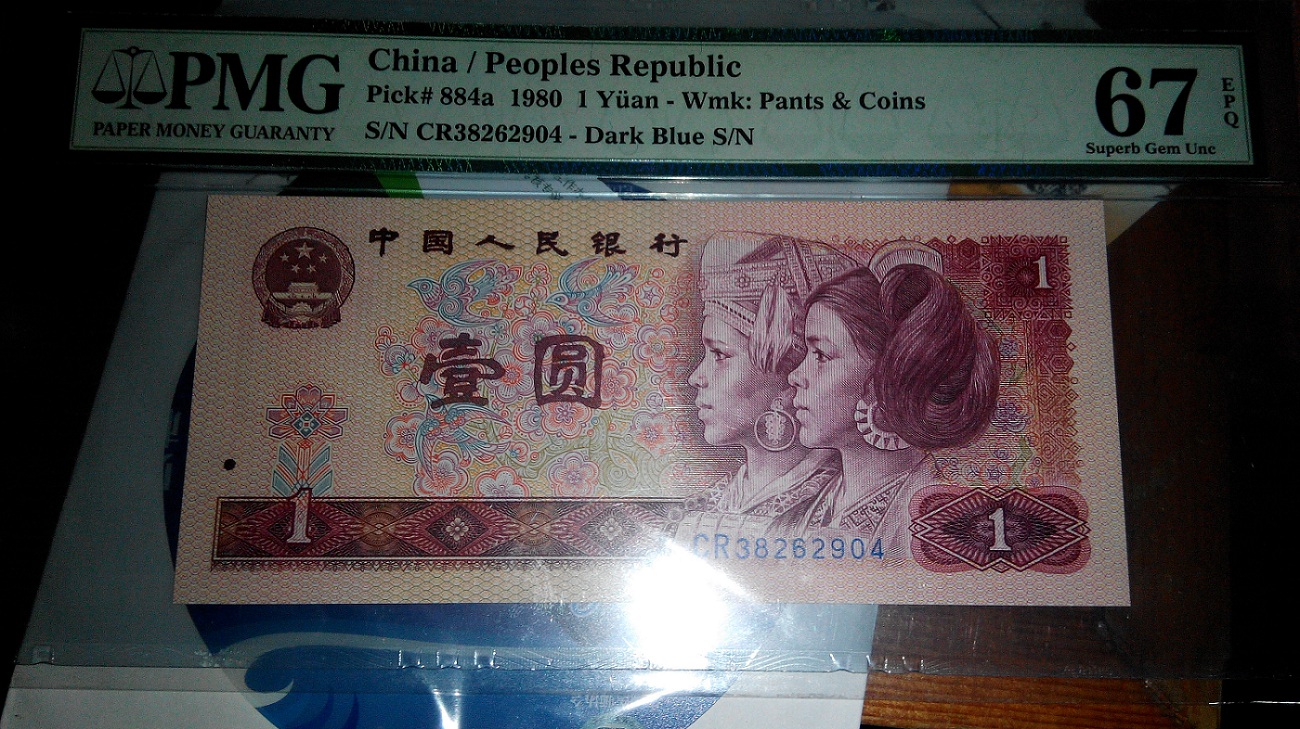 PMG
PAPER MONEY GUARANTY
China / Peoples Republic
Pick# 884a 1980 1 Yüan - Wmk: Pants & Coins
S/N CR38262904 - Dark Blue S/N
67
EPQ
Superb Gem Unc
中国人民银行
1
壹圆
1
1
CR38262904